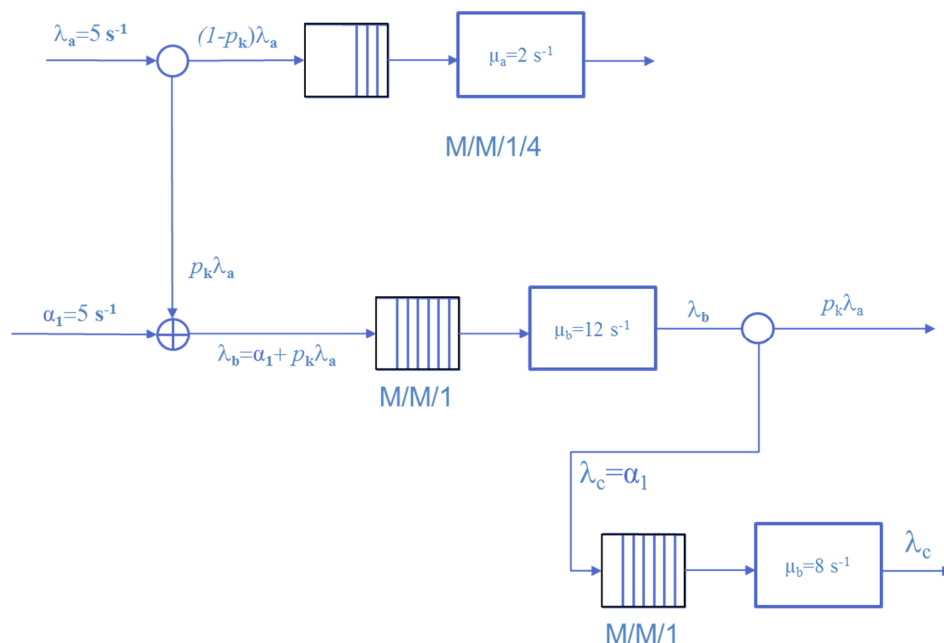 λa=5 s-1
(1-pk)λa
μa=2 s-1
M/M/1/4
pkλa
α1=5 s-1
λb=α1+ pkλa
M/M/1
μb=12 s-1
λb
pkλa
λc=α1
μb=8 s-1
λc
M/M/1